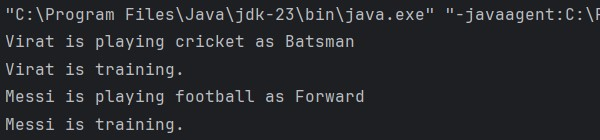 "C:\Program Files\Java\jdk-23\bin\java.exe" "-javaagent:C:\
Virat is playing cricket as Batsman
Virat is training.
Messi is playing football as Forward
Messi is training.